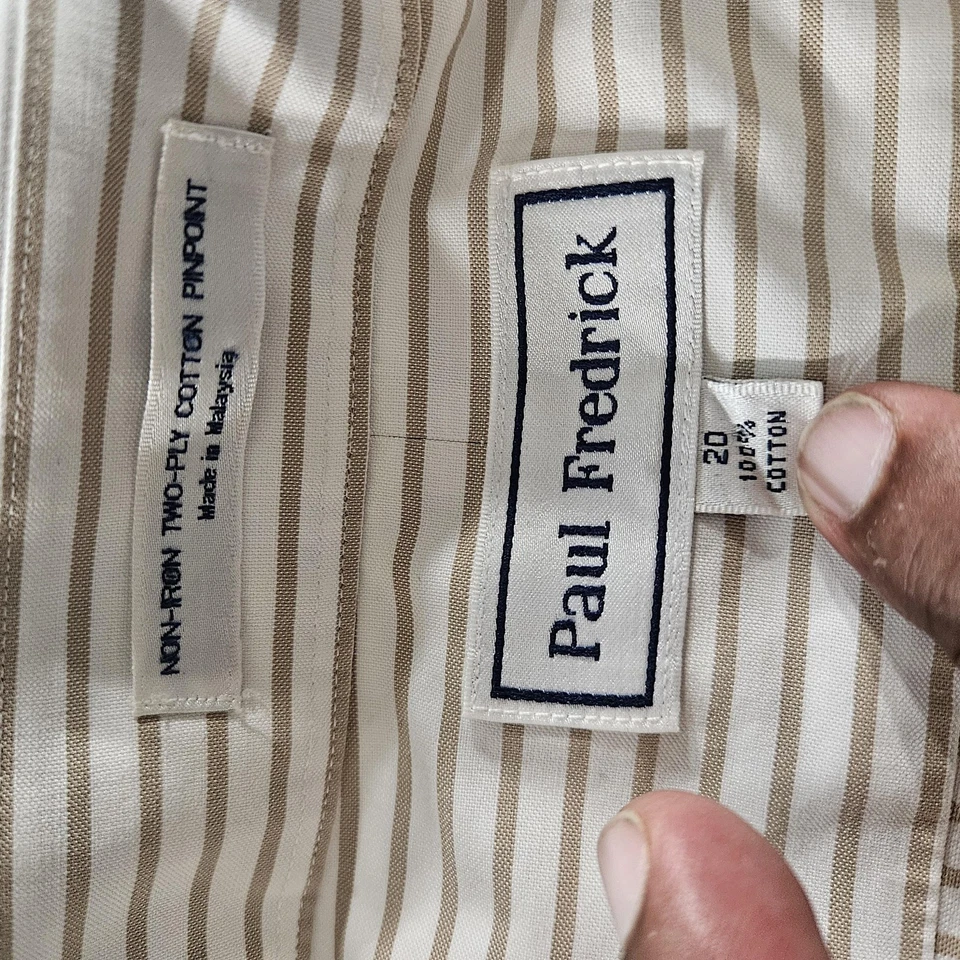 NON-IRON TWO-PLY COTTON PINPOINT
Made in Malaysia
Paul Fredrick
20
100%
COTTON